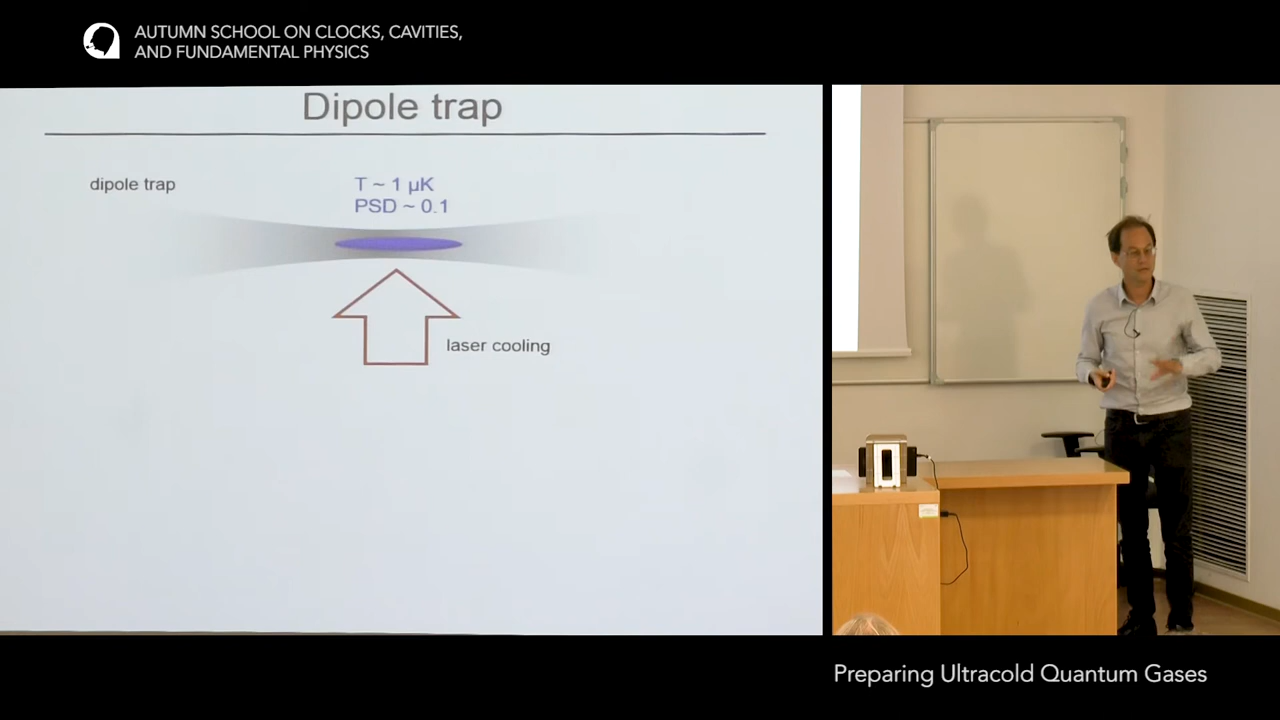 AUTUMN SCHOOL ON CLOCKS, CAVITIES,
AND FUNDAMENTAL PHYSICS
Dipole trap
dipole trap
T ~ 1 µK
PSD ~ 0.1
laser cooling
Preparing Ultracold Quantum Gases